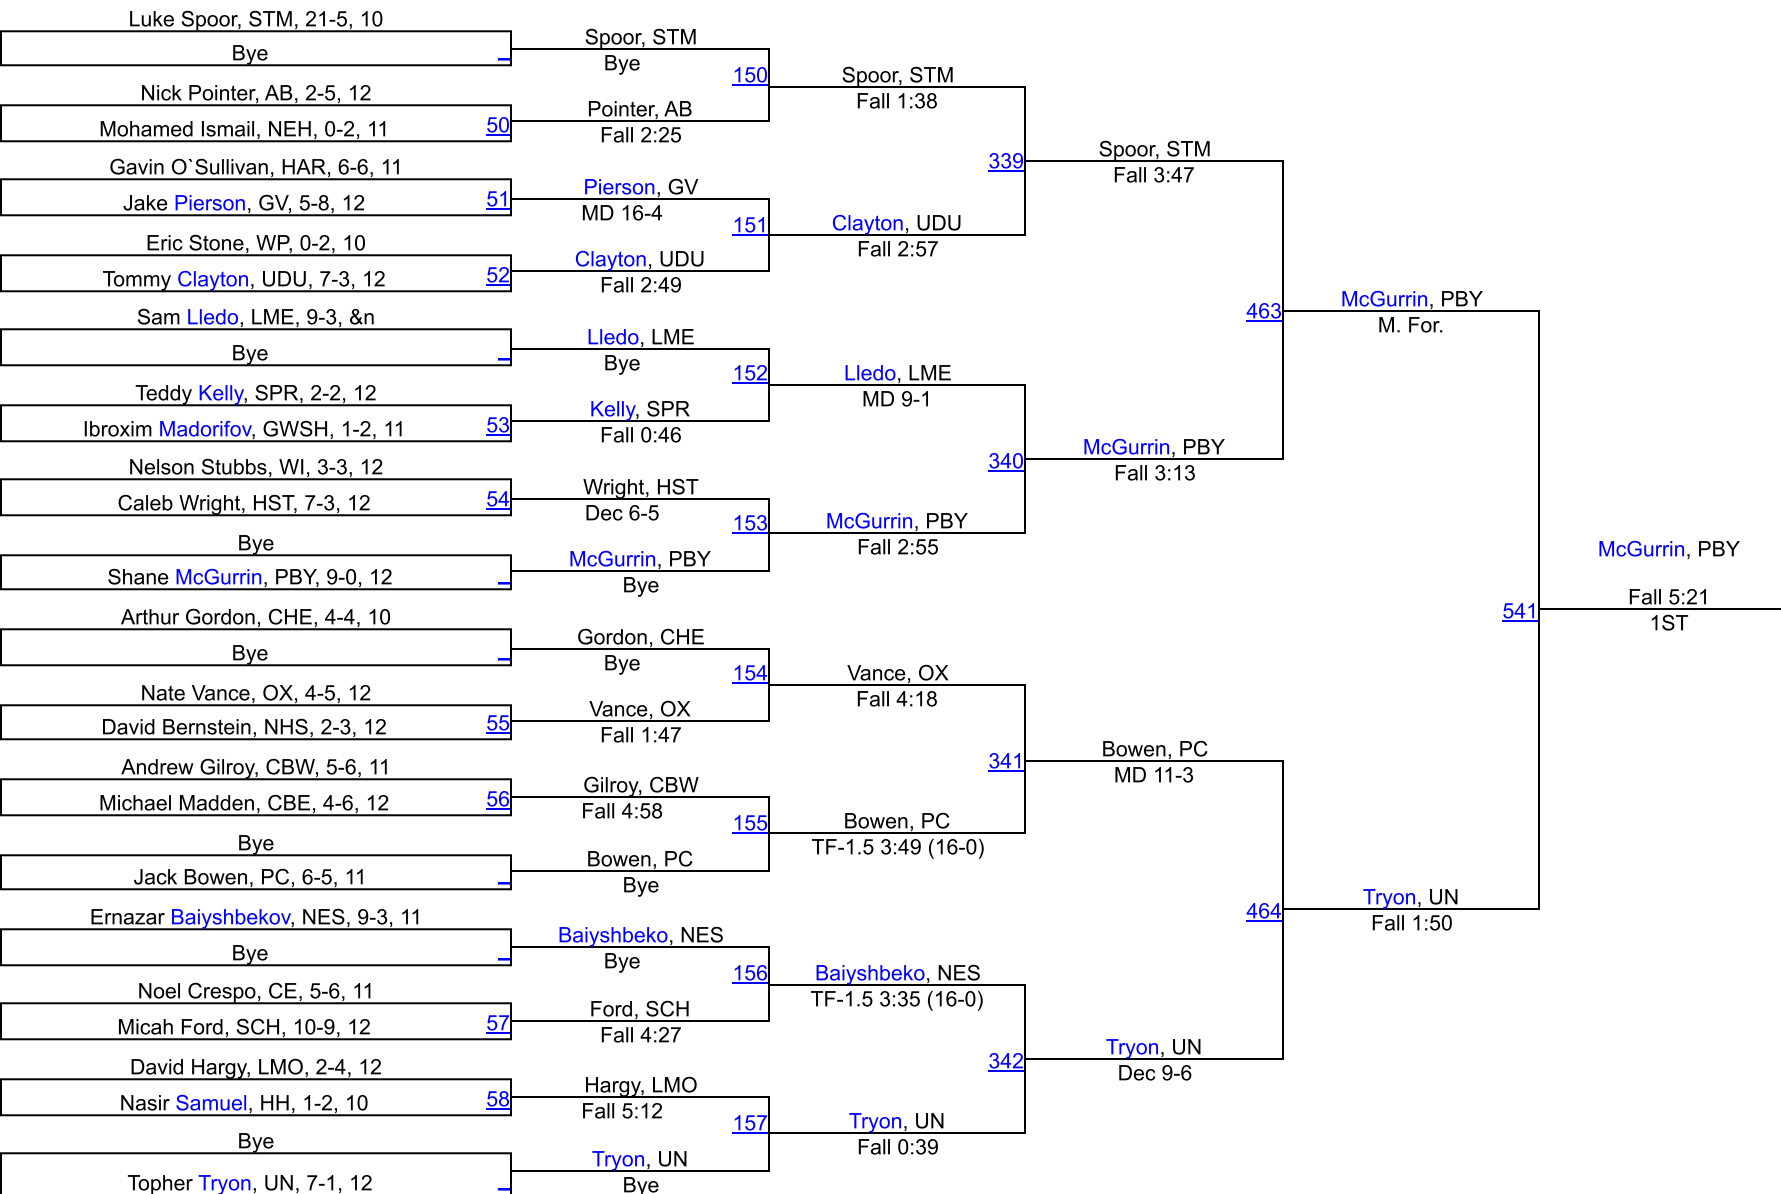 Luke Spoor, STM, 21-5, 10
Bye
Nick Pointer, AB, 2-5, 12
Mohamed Ismail, NEH, 0-2, 11
50
Gavin O`Sullivan, HAR, 6-6, 11
Jake Pierson, GV, 5-8, 12
51
Eric Stone, WP, 0-2, 10
Tommy Clayton, UDU, 7-3, 12
52
Sam Lledo, LME, 9-3, &n
Bye
Teddy Kelly, SPR, 2-2, 12
Ibroxim Madorifov, GWSH, 1-2, 11
53
Nelson Stubbs, WI, 3-3, 12
Caleb Wright, HST, 7-3, 12
54
Bye
Shane McGurrin, PBY, 9-0, 12
Arthur Gordon, CHE, 4-4, 10
Bye
Nate Vance, OX, 4-5, 12
David Bernstein, NHS, 2-3, 12
55
Andrew Gilroy, CBW, 5-6, 11
Michael Madden, CBE, 4-6, 12
56
Bye
Jack Bowen, PC, 6-5, 11
Ernazar Baiyshbekov, NES, 9-3, 11
Bye
Noel Crespo, CE, 5-6, 11
Micah Ford, SCH, 10-9, 12
57
David Hargy, LMO, 2-4, 12
Nasir Samuel, HH, 1-2, 10
58
Bye
Topher Tryon, UN, 7-1, 12
Spoor, STM
Bye
150
Pointer, AB
Fall 2:25
Pierson, GV
MD 16-4
151
Clayton, UDU
Fall 2:49
Lledo, LME
Bye
152
Kelly, SPR
Fall 0:46
Wright, HST
Dec 6-5
153
McGurrin, PBY
Bye
Gordon, CHE
Bye
154
Vance, OX
Fall 1:47
Gilroy, CBW
Fall 4:58
155
Bowen, PC
Bye
Baiyshbeko, NES
Bye
156
Ford, SCH
Fall 4:27
Hargy, LMO
Fall 5:12
157
Tryon, UN
Bye
Spoor, STM
Fall 1:38
339
Clayton, UDU
Fall 2:57
Lledo, LME
MD 9-1
340
McGurrin, PBY
Fall 2:55
Vance, OX
Fall 4:18
341
Bowen, PC
TF-1.5 3:49 (16-0)
Baiyshbeko, NES
TF-1.5 3:35 (16-0)
342
Tryon, UN
Fall 0:39
Spoor, STM
Fall 3:47
463
McGurrin, PBY
Fall 3:13
Bowen, PC
MD 11-3
464
Tryon, UN
Dec 9-6
McGurrin, PBY
M. For.
541
Tryon, UN
Fall 1:50
McGurrin, PBY
Fall 5:21
1ST